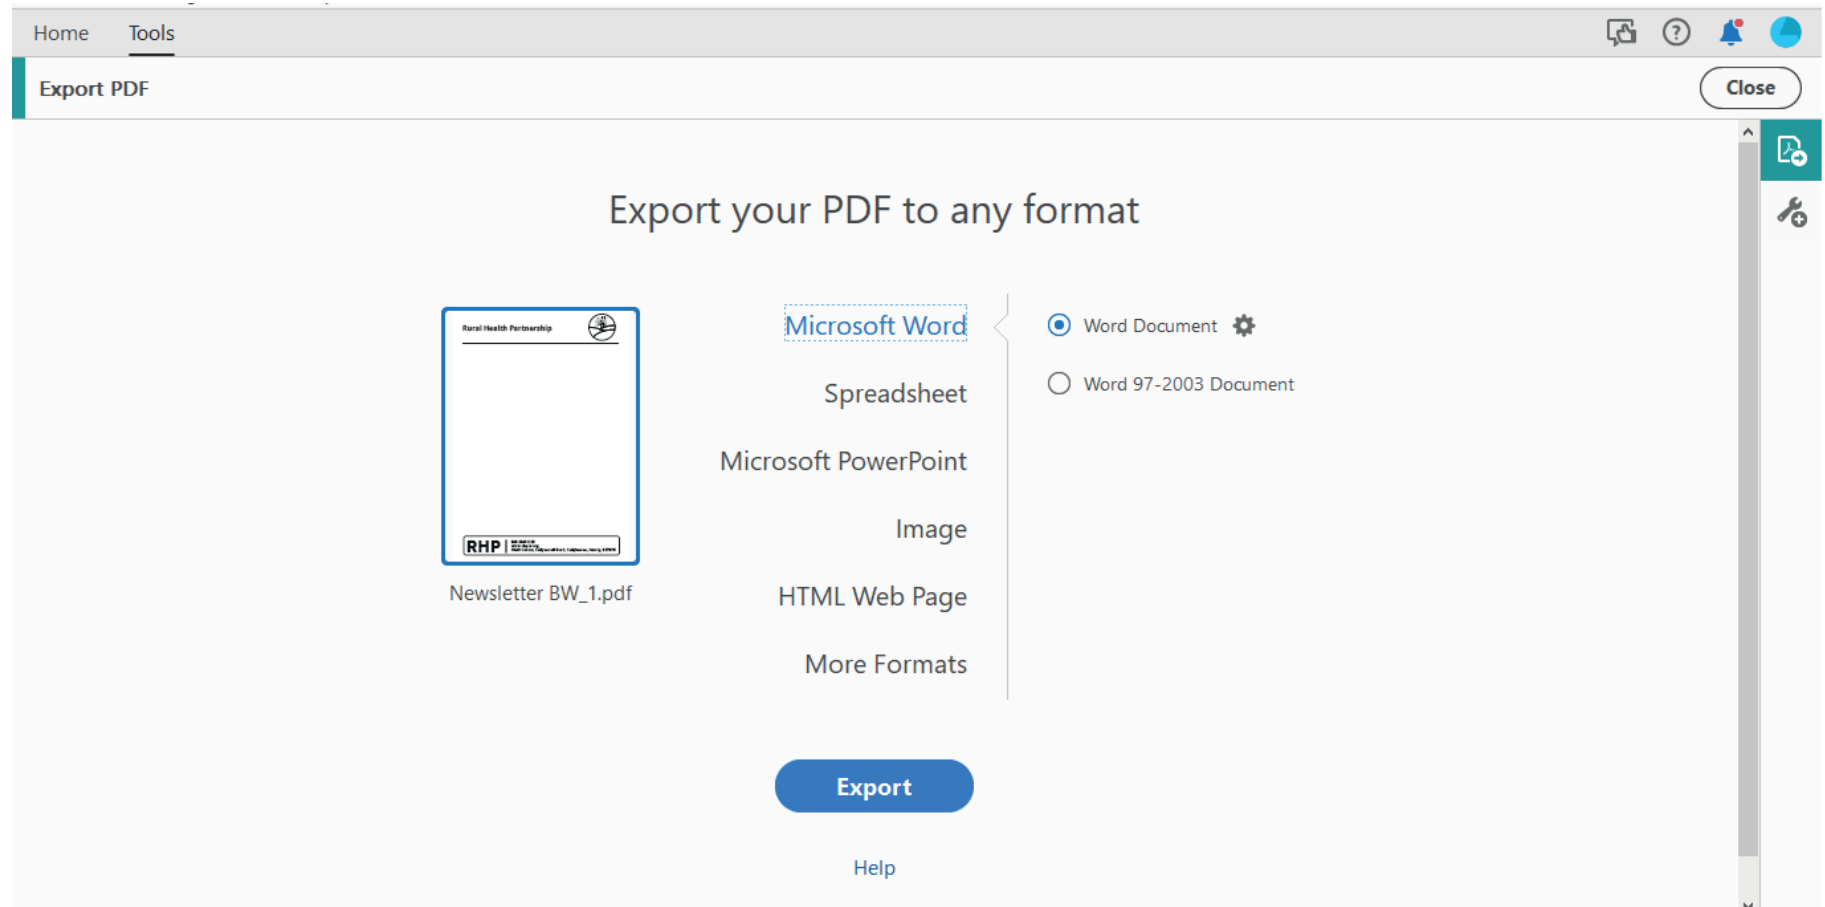 Home Tools
Export PDF
Close
Export your PDF to any format
Rural Health Partnership
Microsoft Word
Word Document
Spreadsheet
Word 97-2003 Document
Microsoft PowerPoint
Image
RHP
Newsletter BW_1.pdf
HTML Web Page
More Formats
Export
Help